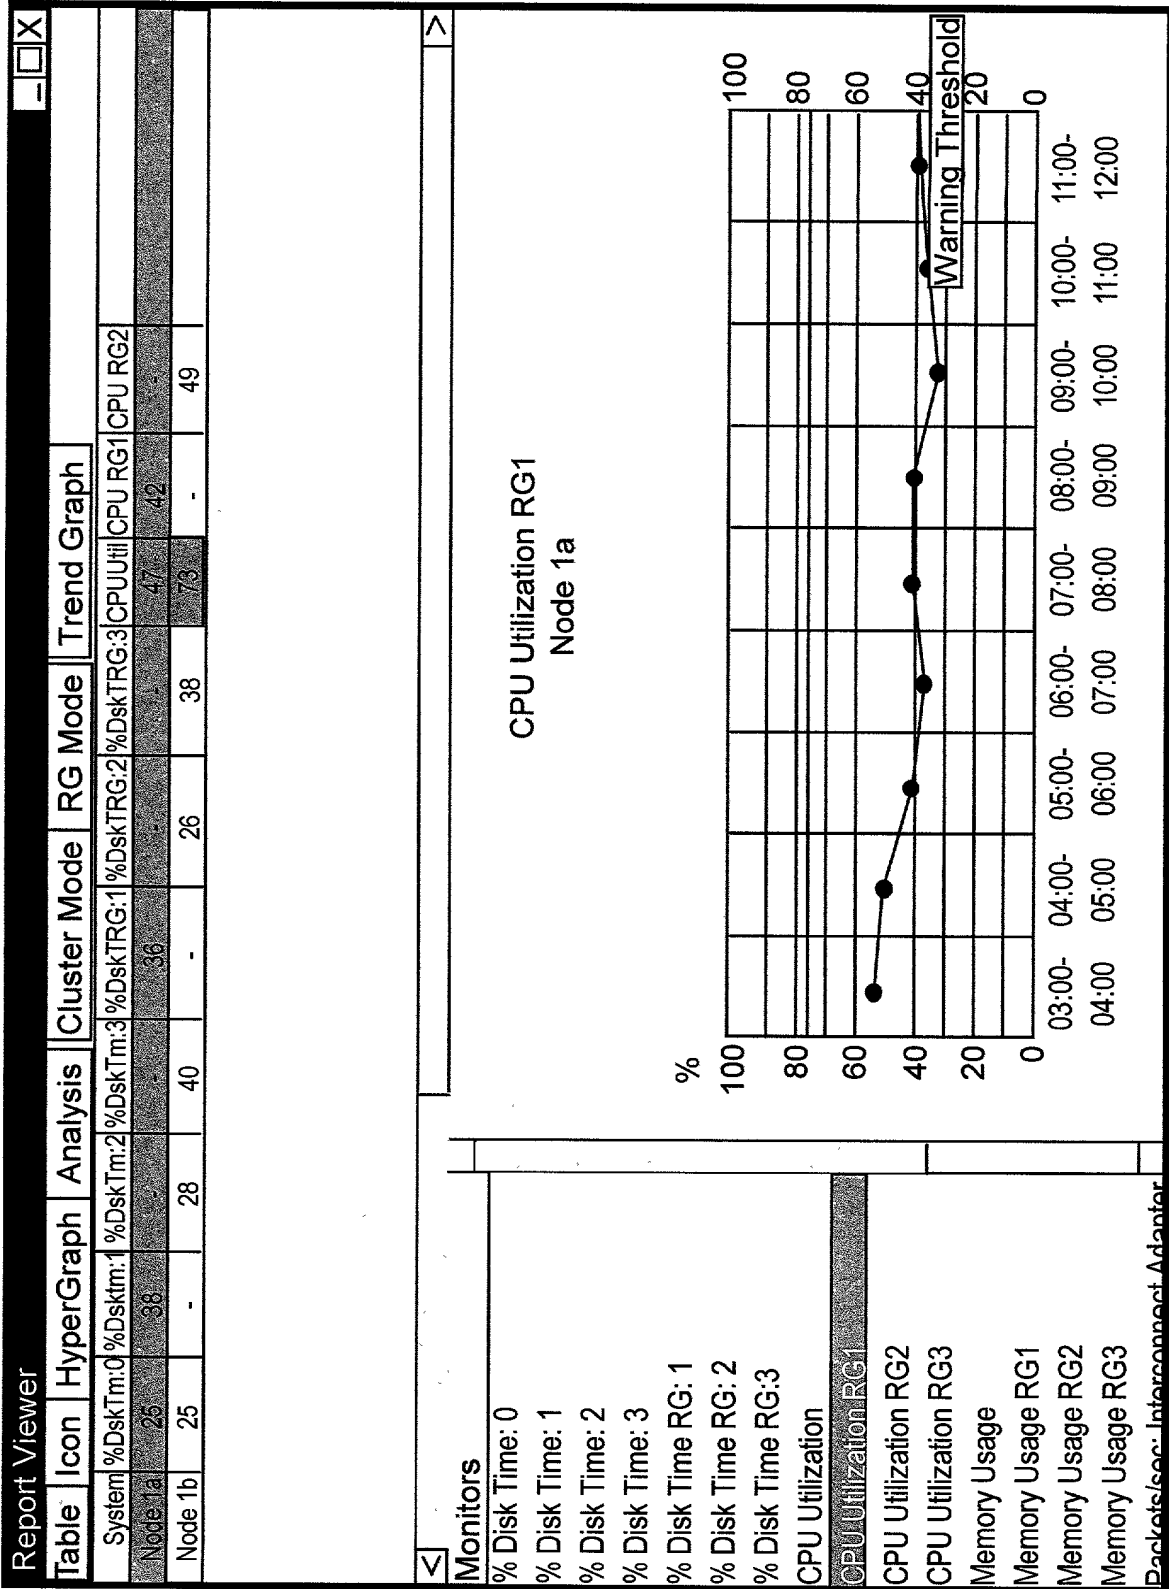 Report Viewer _ X
Table Icon HyperGraph Analysis Cluster Mode RG Mode Trend Graph
System %DskTm:0 %Dsktm:1 %DskTm:2 %DskTm:3 %DskTRG:1 %DskTRG:2 %DskTRG:3 CPUUtil CPU RG1 CPU RG2
Node 1a 25 38 - - 36 - - 47 42 -
Node 1b 25 - 28 40 - 26 38 73 - 49
< >
Monitors
% Disk Time: 0
% Disk Time: 1
% Disk Time: 2
% Disk Time: 3
% Disk Time RG: 1
% Disk Time RG: 2
% Disk Time RG:3
CPU Utilization
CPU Utilization RG1
CPU Utilization RG2
CPU Utilization RG3
Memory Usage
Memory Usage RG1
Memory Usage RG2
Memory Usage RG3
Packets/sec: Interconnect Adapter
CPU Utilization RG1
Node 1a
%
100 100
80 80
60 60
40 40
Warning Threshold
20 20
0 0
03:00- 04:00- 05:00- 06:00- 07:00- 08:00- 09:00- 10:00- 11:00-
04:00 05:00 06:00 07:00 08:00 09:00 10:00 11:00 12:00